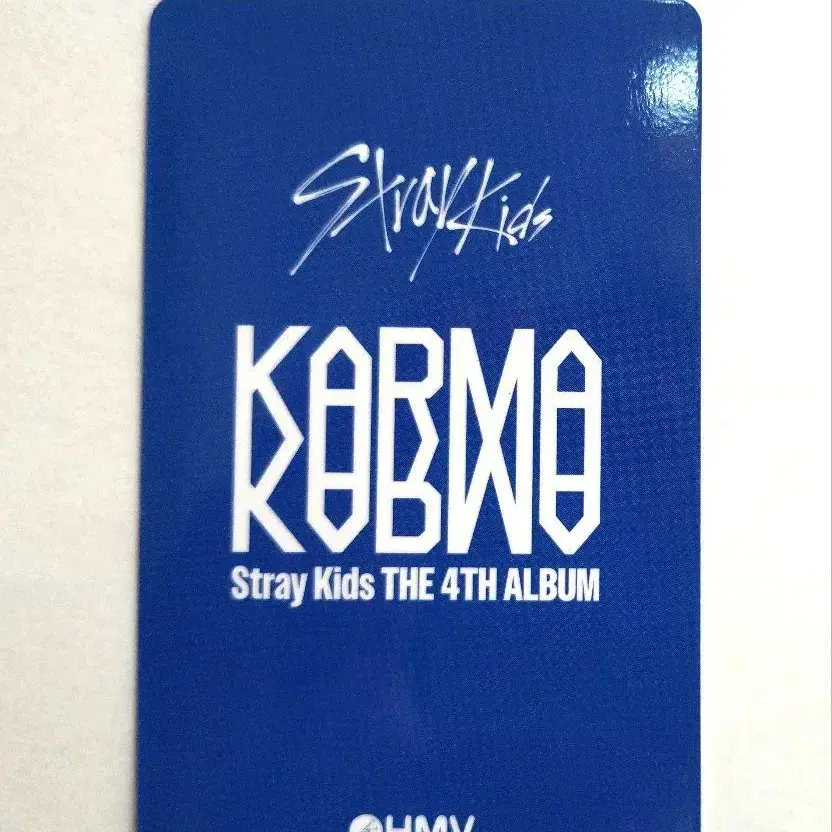 Stray Kids
KARMA
Stray Kids THE 4TH ALBUM
HMV